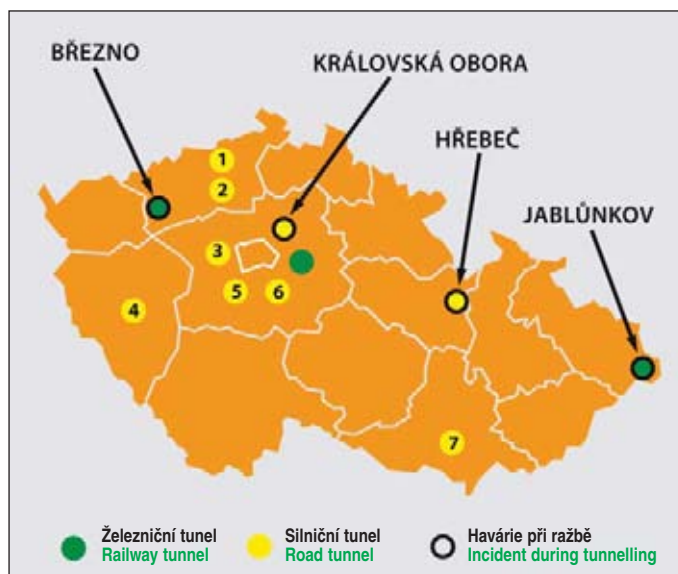 BŘEZNO
KRÁLOVSKÁ OBORA
HŘEBEČ
JABLŮNKOV
1
2
3
4
5
6
7
Železniční tunel
Railway tunnel
Silniční tunel
Road tunnel
Havárie při ražbě
Incident during tunnelling